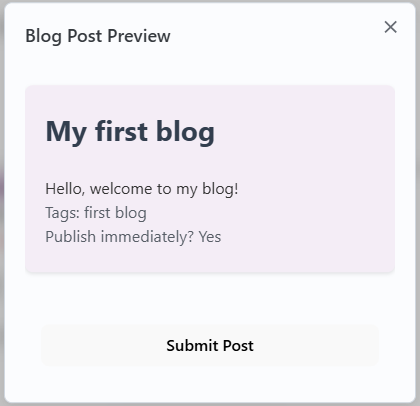 Blog Post Preview
My first blog
Hello, welcome to my blog!
Tags: first blog
Publish immediately? Yes
Submit Post